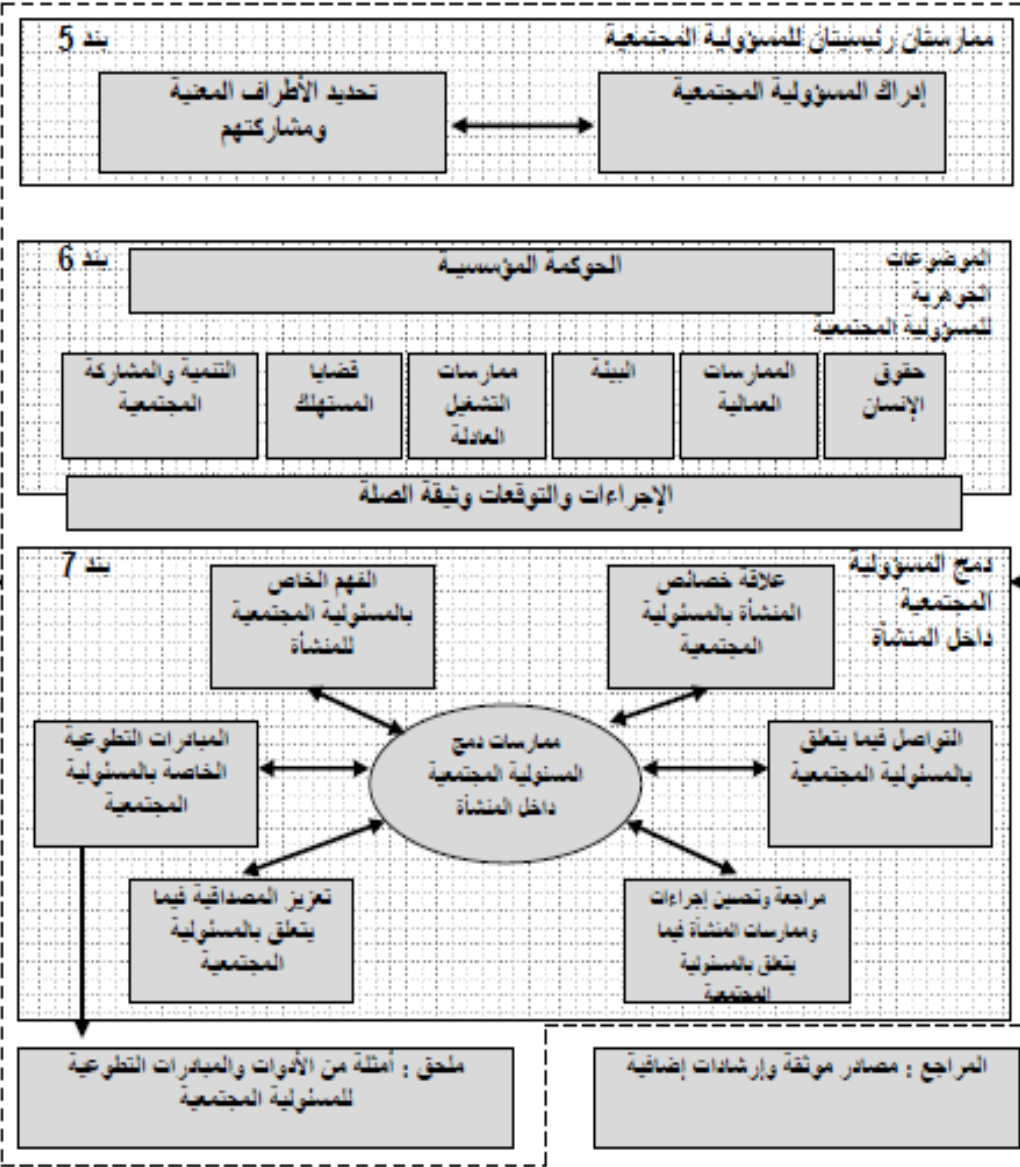 ممارستان رئيسيتان للمسؤولية المجتمعية
بند 5
إدراك المسؤولية المجتمعية
تحديد الأطراف المعنية
ومشاركتهم
الموضوعات
الجوهرية
للمسؤولية المجتمعية
بند 6
الحوكمة المؤسسية
حقوق
الإنسان
الممارسات
العمالية
البيئة
ممارسات
التشغيل
العادلة
قضايا
المستهلك
التنمية والمشاركة
المجتمعية
الإجراءات والتوقعات وثيقة الصلة
دمج المسؤولية
المجتمعية
داخل المنشأة
بند 7
علاقة خصائص
المنشأة بالمسئولية
المجتمعية
الفهم الخاص
بالمسئولية المجتمعية
للمنشأة
التواصل فيما يتعلق
بالمسئولية المجتمعية
ممارسات دمج
المسئولية المجتمعية
داخل المنشأة
المبادرات التطوعية
الخاصة بالمسئولية
المجتمعية
مراجعة وتحسين إجراءات
وممارسات المنشأة فيما
يتعلق بالمسئولية
المجتمعية
تعزيز المصداقية فيما
يتعلق بالمسئولية
المجتمعية
المراجع : مصادر موثقة وإرشادات إضافية
ملحق : أمثلة من الأدوات والمبادرات التطوعية
للمسئولية المجتمعية